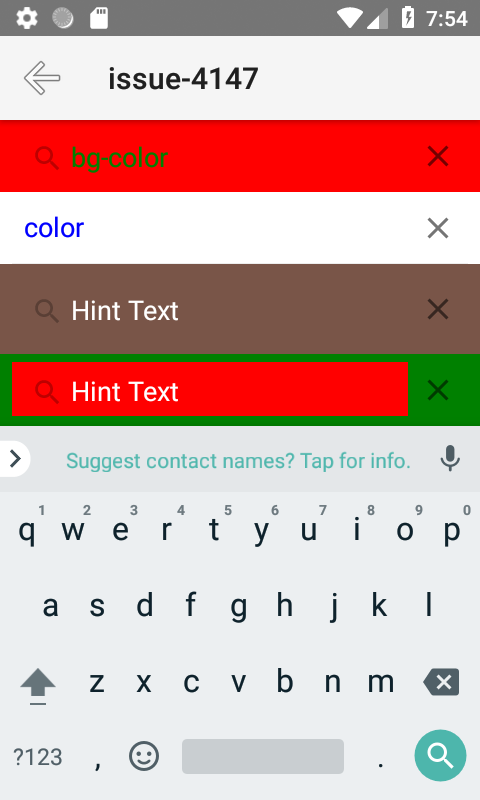 7:54
issue-4147
bg-color
color
Hint Text
Hint Text
Suggest contact names? Tap for info.
1 2 3 4 5 6 7 8 9 0
q w e r t y u i o p
a s d f g h j k l
z x c v b n m
?123 , .